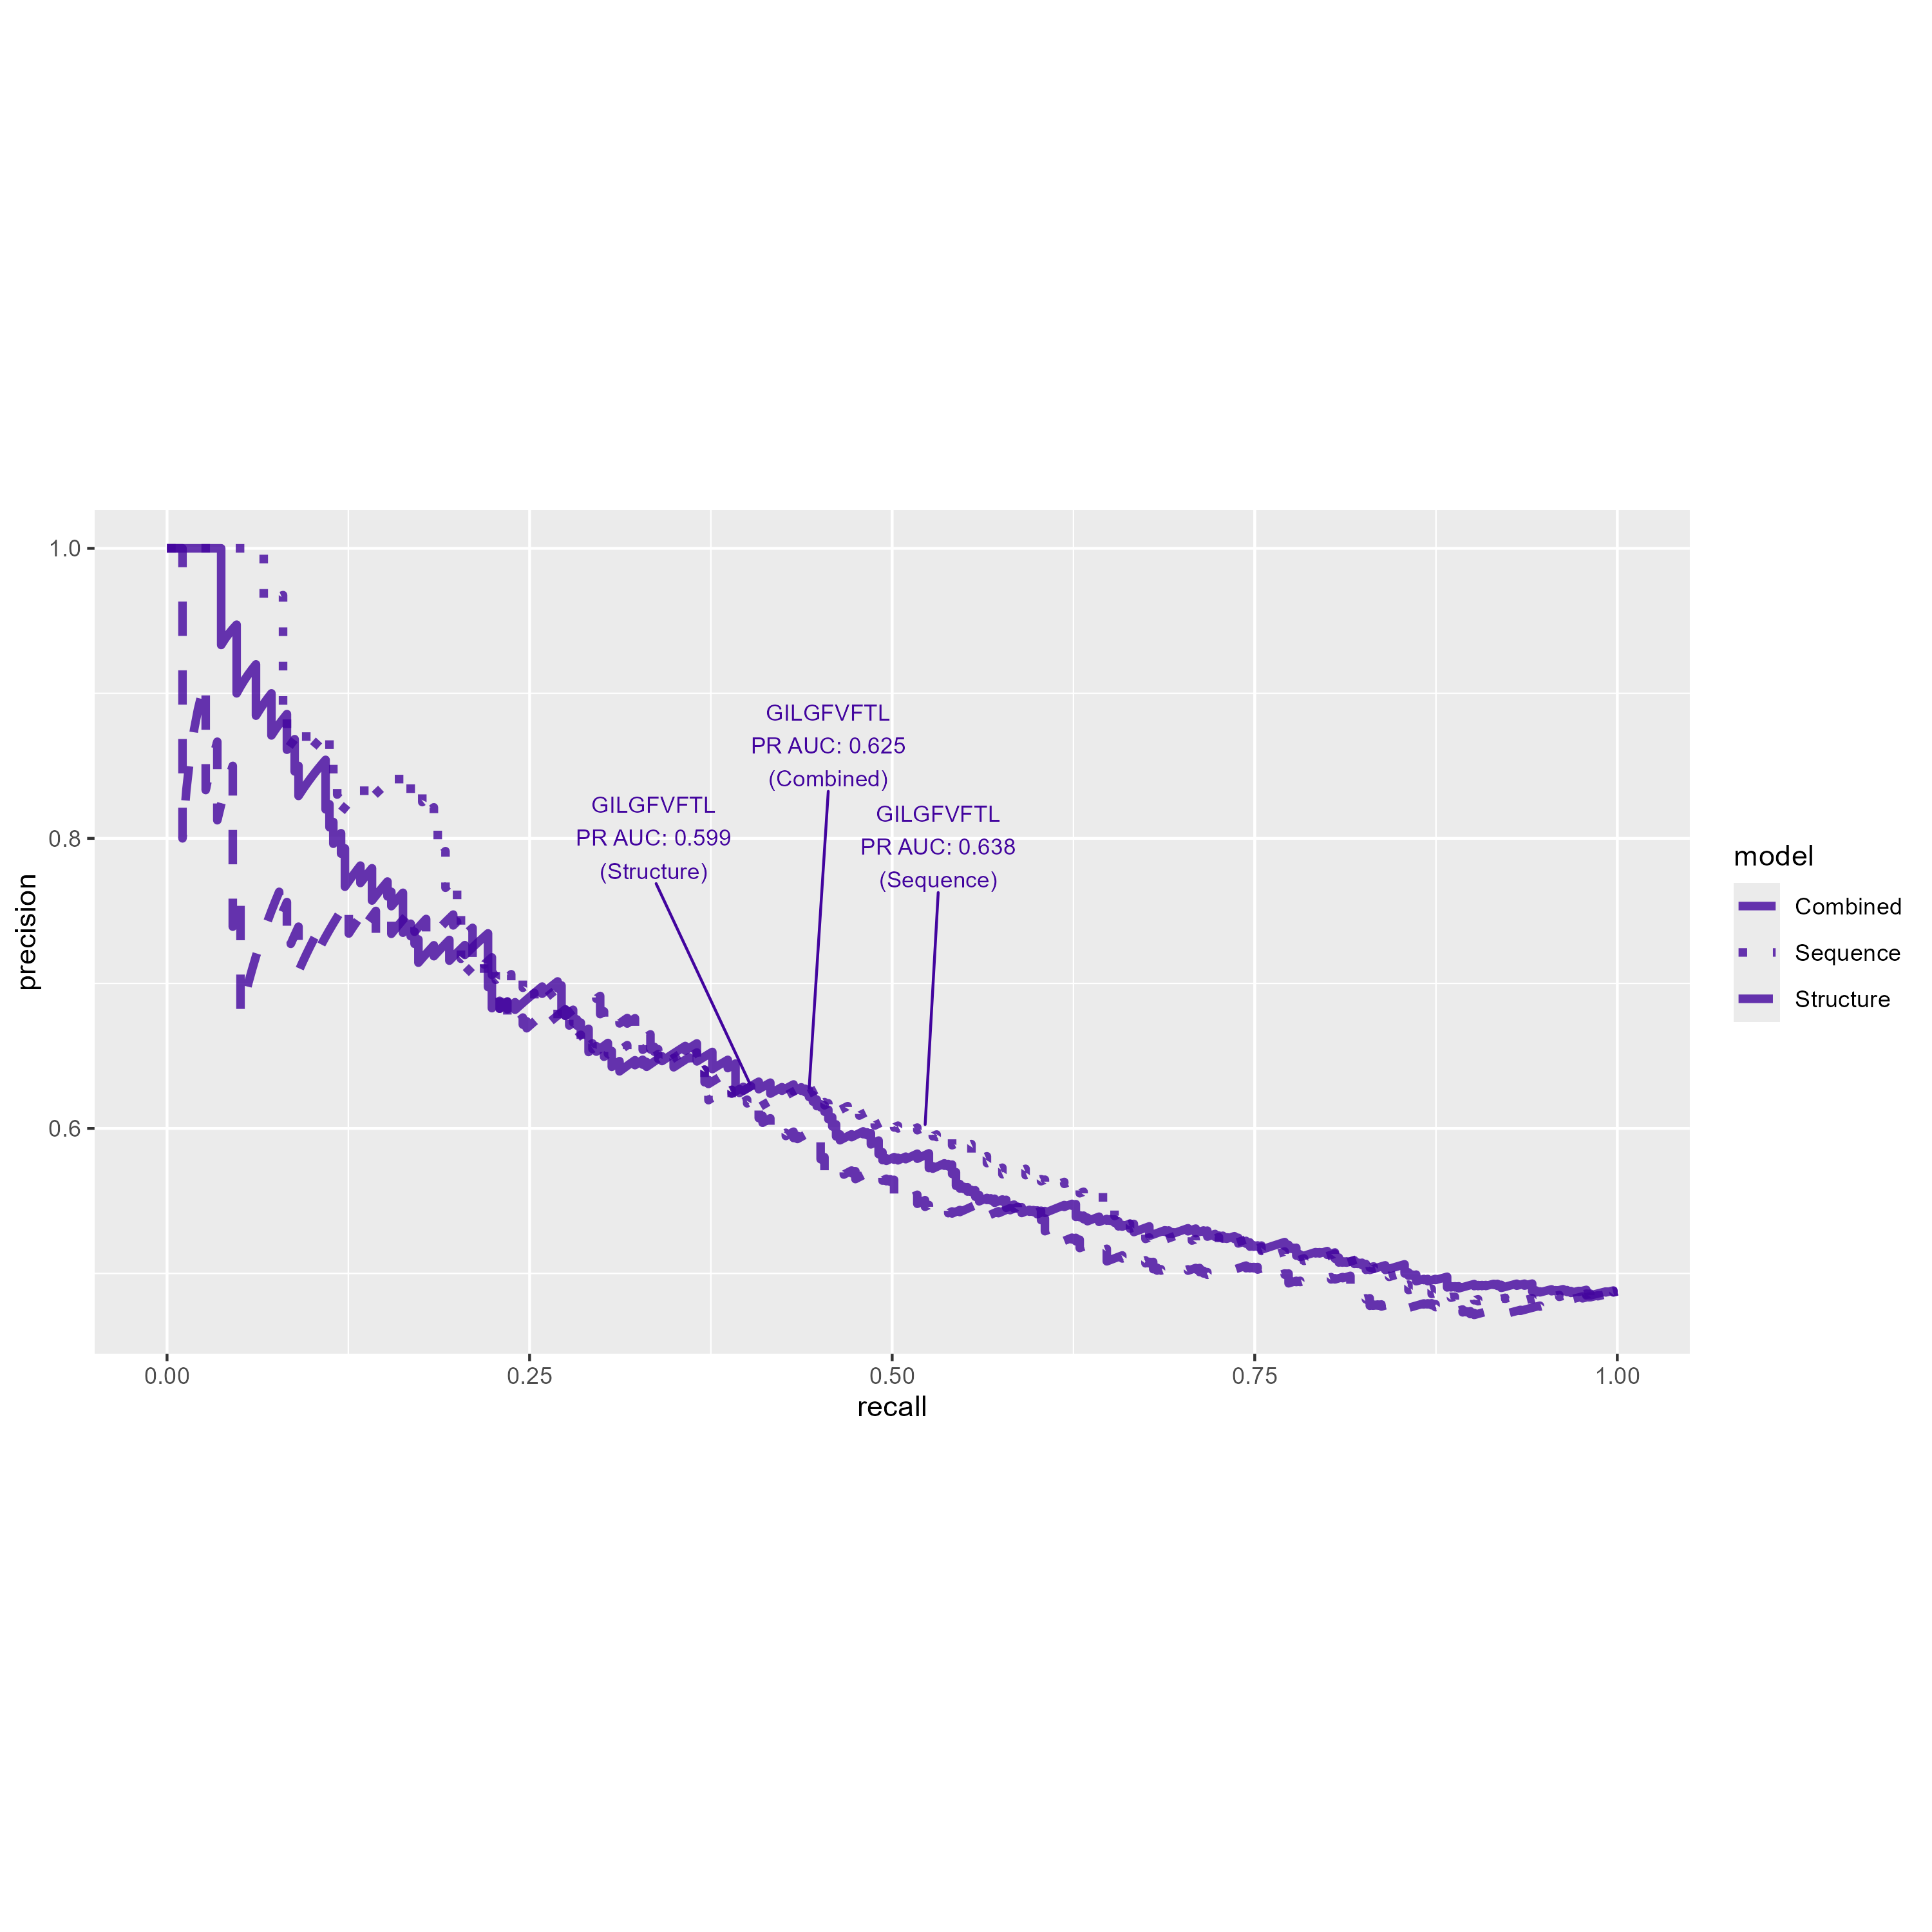 GILGFVFTL
PR AUC: 0.625
(Combined)
GILGFVFTL
PR AUC: 0.599
(Structure)
GILGFVFTL
PR AUC: 0.638
(Sequence)
precision
1.0
0.8
0.6
0.00 0.25 0.50 0.75 1.00
recall
model
Combined
Sequence
Structure